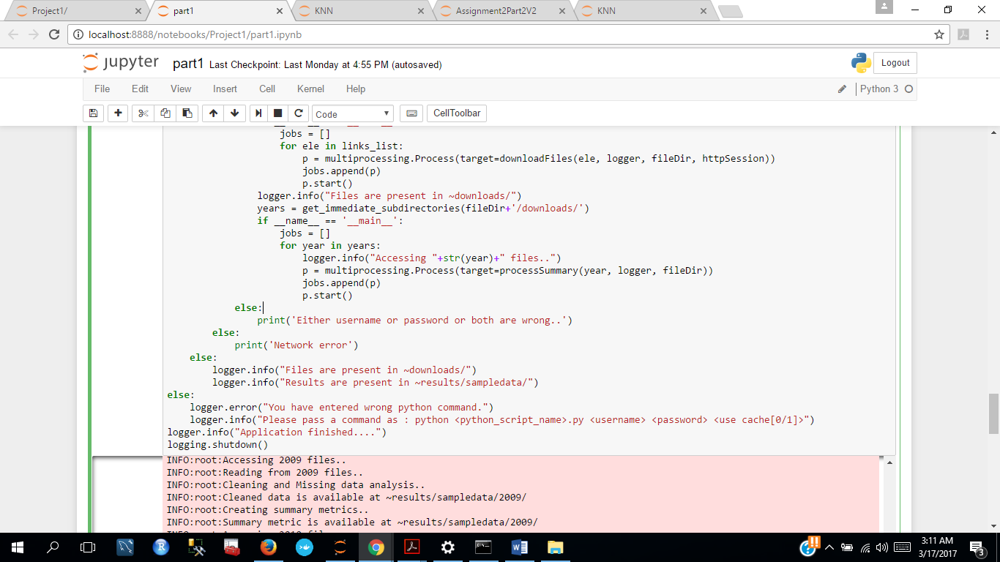 Project1/
part1
KNN
Assignment2Part2V2
KNN
localhost:8888/notebooks/Project1/part1.ipynb
jupyter part1 Last Checkpoint: Last Monday at 4:55 PM (autosaved)
Logout
File Edit View Insert Cell Kernel Help
Python 3
Code
CellToolbar
jobs = []
for ele in links_list:
p = multiprocessing.Process(target=downloadFiles(ele, logger, fileDir, httpSession))
jobs.append(p)
p.start()
logger.info("Files are present in ~downloads/")
years = get_immediate_subdirectories(fileDir+'/downloads/')
if __name__ == '__main__':
jobs = []
for year in years:
logger.info("Accessing "+str(year)+" files..")
p = multiprocessing.Process(target=processSummary(year, logger, fileDir))
jobs.append(p)
p.start()
else:
print('Either username or password or both are wrong..')
else:
print('Network error')
else:
logger.info("Files are present in ~downloads/")
logger.info("Results are present in ~results/sampledata/")
else:
logger.error("You have entered wrong python command.")
logger.info("Please pass a command as : python <python_script_name>.py <username> <password> <use cache[0/1]>")
logger.info("Application finished....")
logging.shutdown()
INFO:root:Accessing 2009 files..
INFO:root:Reading from 2009 files..
INFO:root:Cleaning and Missing data analysis..
INFO:root:Cleaned data is available at ~results/sampledata/2009/
INFO:root:Creating summary metrics..
INFO:root:Summary metric is available at ~results/sampledata/2009/
3:11 AM
3/17/2017
3